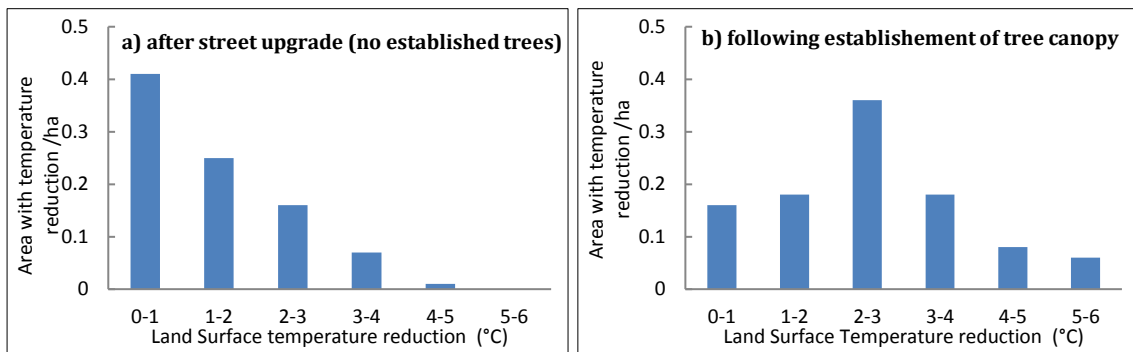 a) after street upgrade (no established trees)
Area with temperature
reduction /ha
0.5
0.4
0.3
0.2
0.1
0
0-1 1-2 2-3 3-4 4-5 5-6
Land Surface temperature reduction (°C)
b) following establishement of tree canopy
Area with temperature
reduction /ha
0.5
0.4
0.3
0.2
0.1
0
0-1 1-2 2-3 3-4 4-5 5-6
Land Surface Temperature reduction (°C)